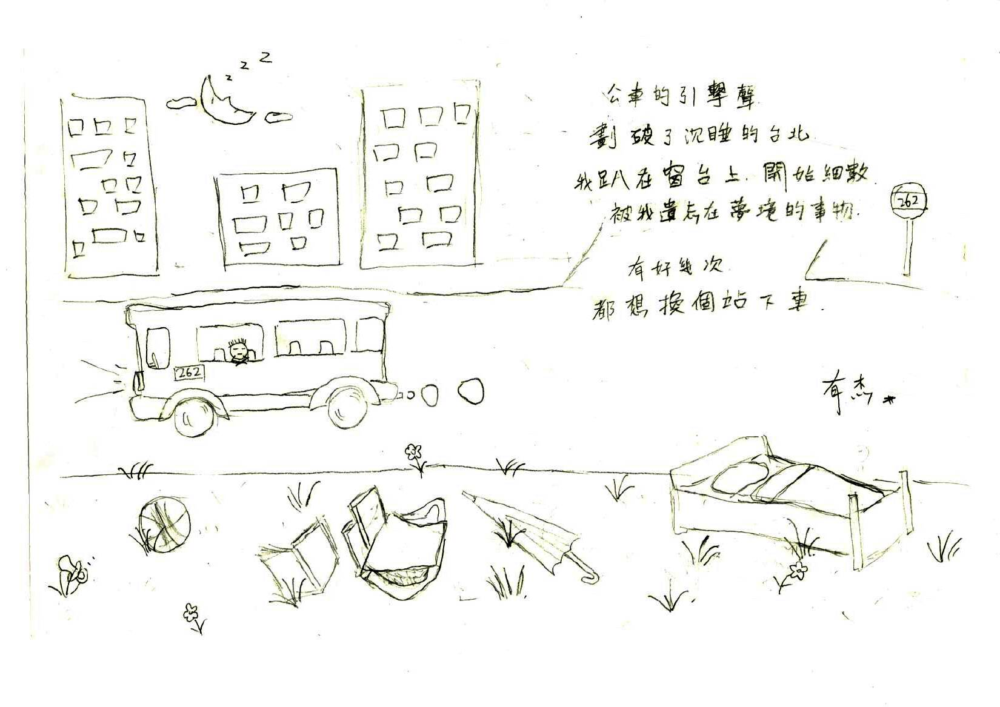 z z z
公車的引擎聲
劃破了沉睡的台北
我趴在窗台上.開始細數
被我遺忘在夢境的事物.
262
有好幾次
都想換個站下車.
262
有杰*